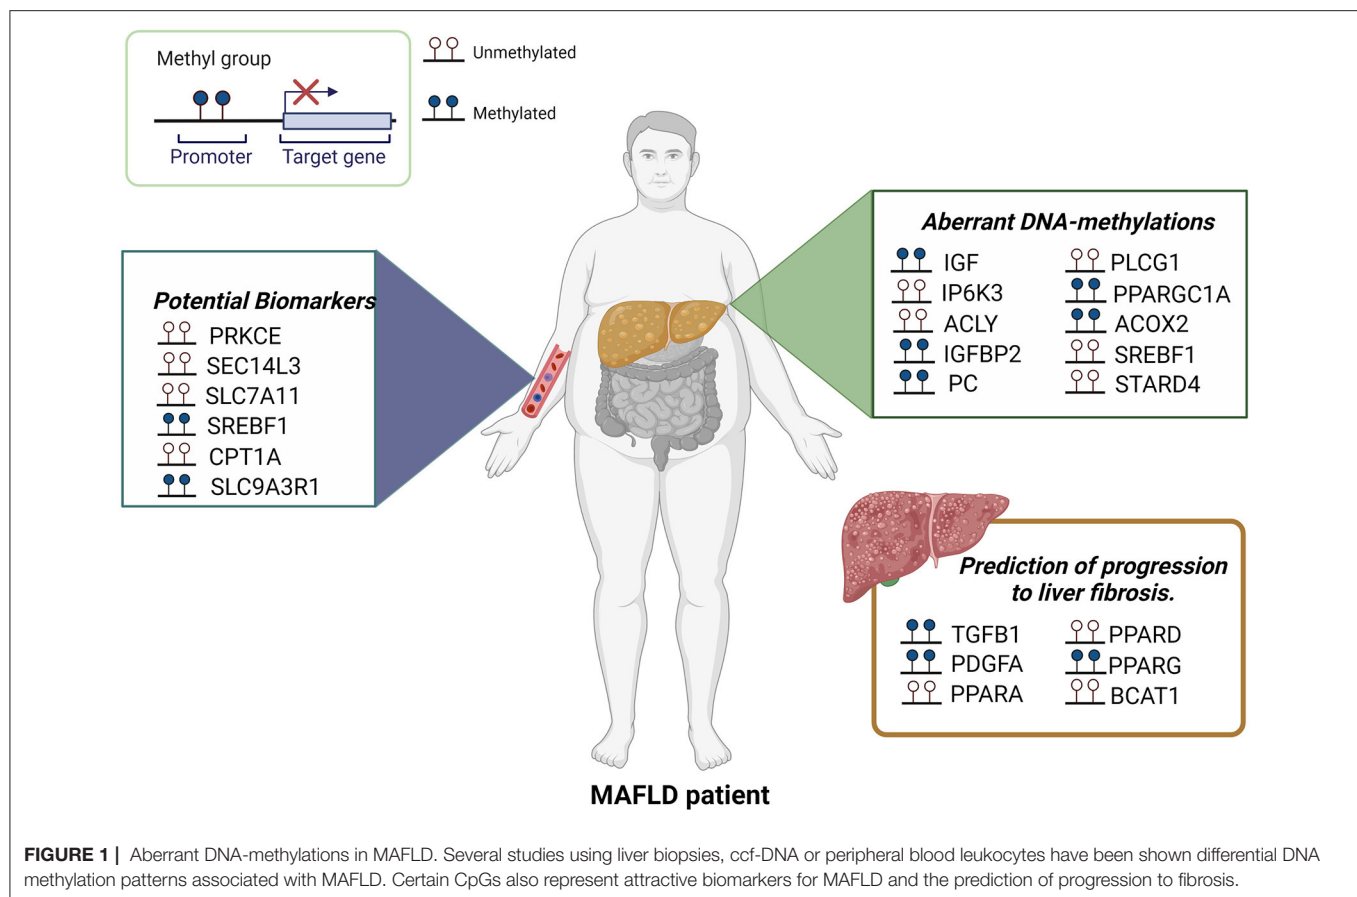 Methyl group
Promoter
Target gene
Unmethylated
Methylated
Potential Biomarkers
PRKCE
SEC14L3
SLC7A11
SREBF1
CPT1A
SLC9A3R1
Aberrant DNA-methylations
IGF
IP6K3
ACLY
IGFBP2
PC
PLCG1
PPARGC1A
ACOX2
SREBF1
STARD4
Prediction of progression
to liver fibrosis.
TGFB1
PDGFA
PPARA
PPARD
PPARG
BCAT1
MAFLD patient
FIGURE 1 | Aberrant DNA-methylations in MAFLD. Several studies using liver biopsies, ccf-DNA or peripheral blood leukocytes have been shown differential DNA
methylation patterns associated with MAFLD. Certain CpGs also represent attractive biomarkers for MAFLD and the prediction of progression to fibrosis.